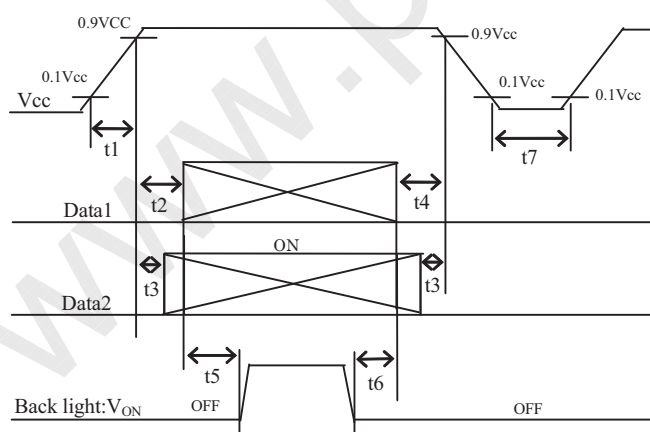 0.9VCC
0.9Vcc
0.1Vcc
0.1Vcc
0.1Vcc
Vcc
t1
t7
t2
t4
Data1
ON
t3
t3
Data2
t5
t6
Back light:VON
OFF
OFF
www.p